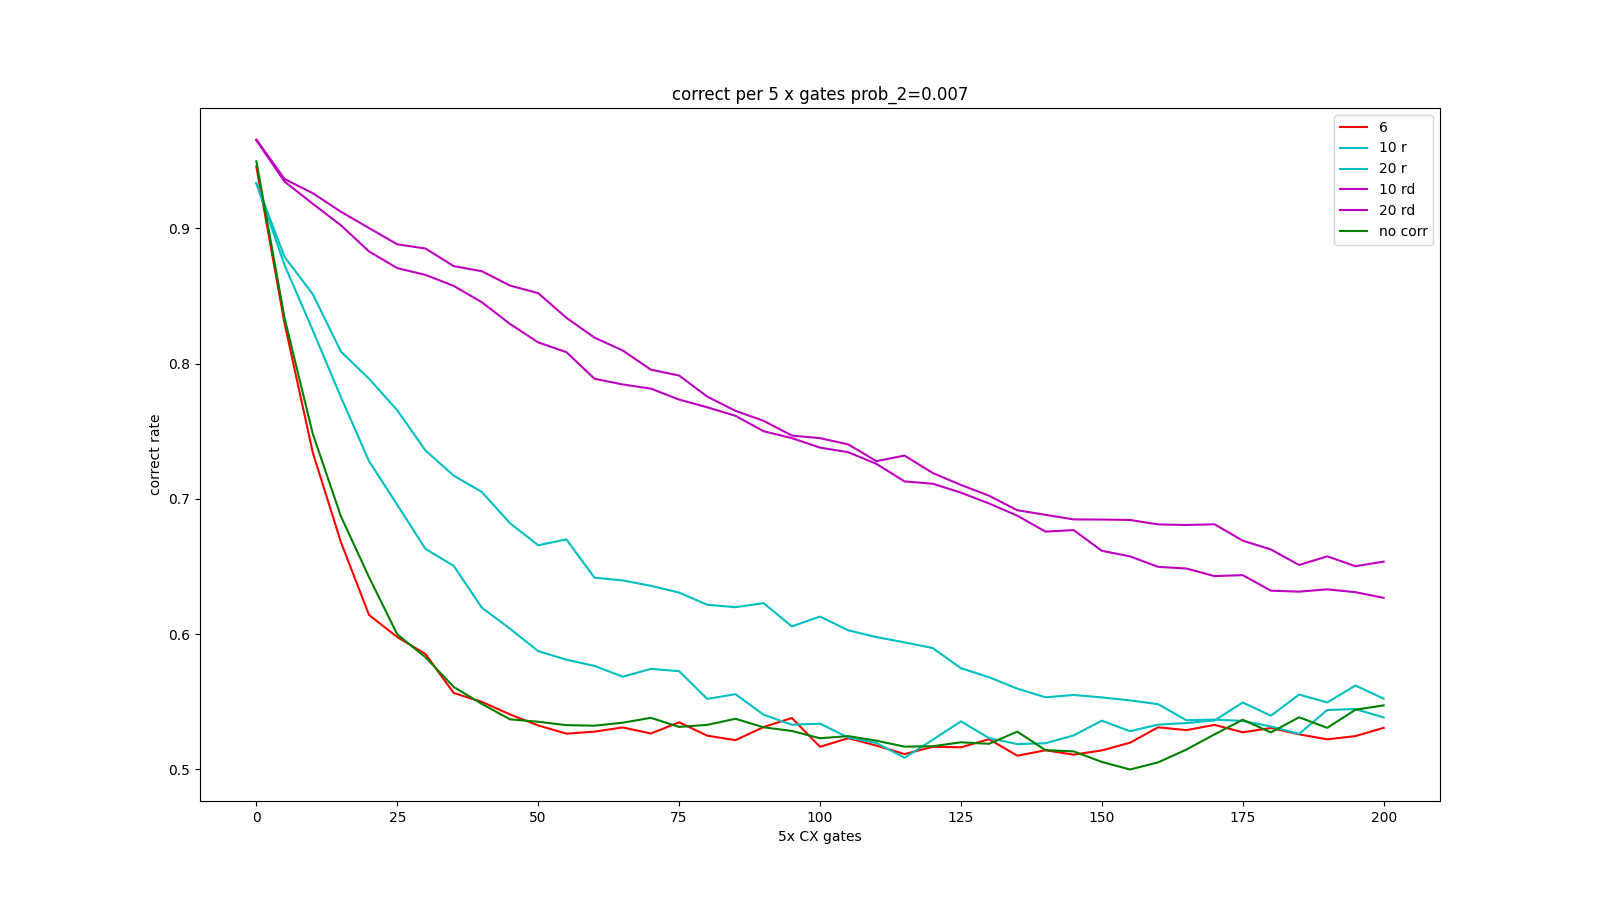 correct per 5 x gates prob_2=0.007
6
10 r
20 r
10 rd
20 rd
no corr
correct rate
0.9
0.8
0.7
0.6
0.5
0 25 50 75 100 125 150 175 200
5x CX gates